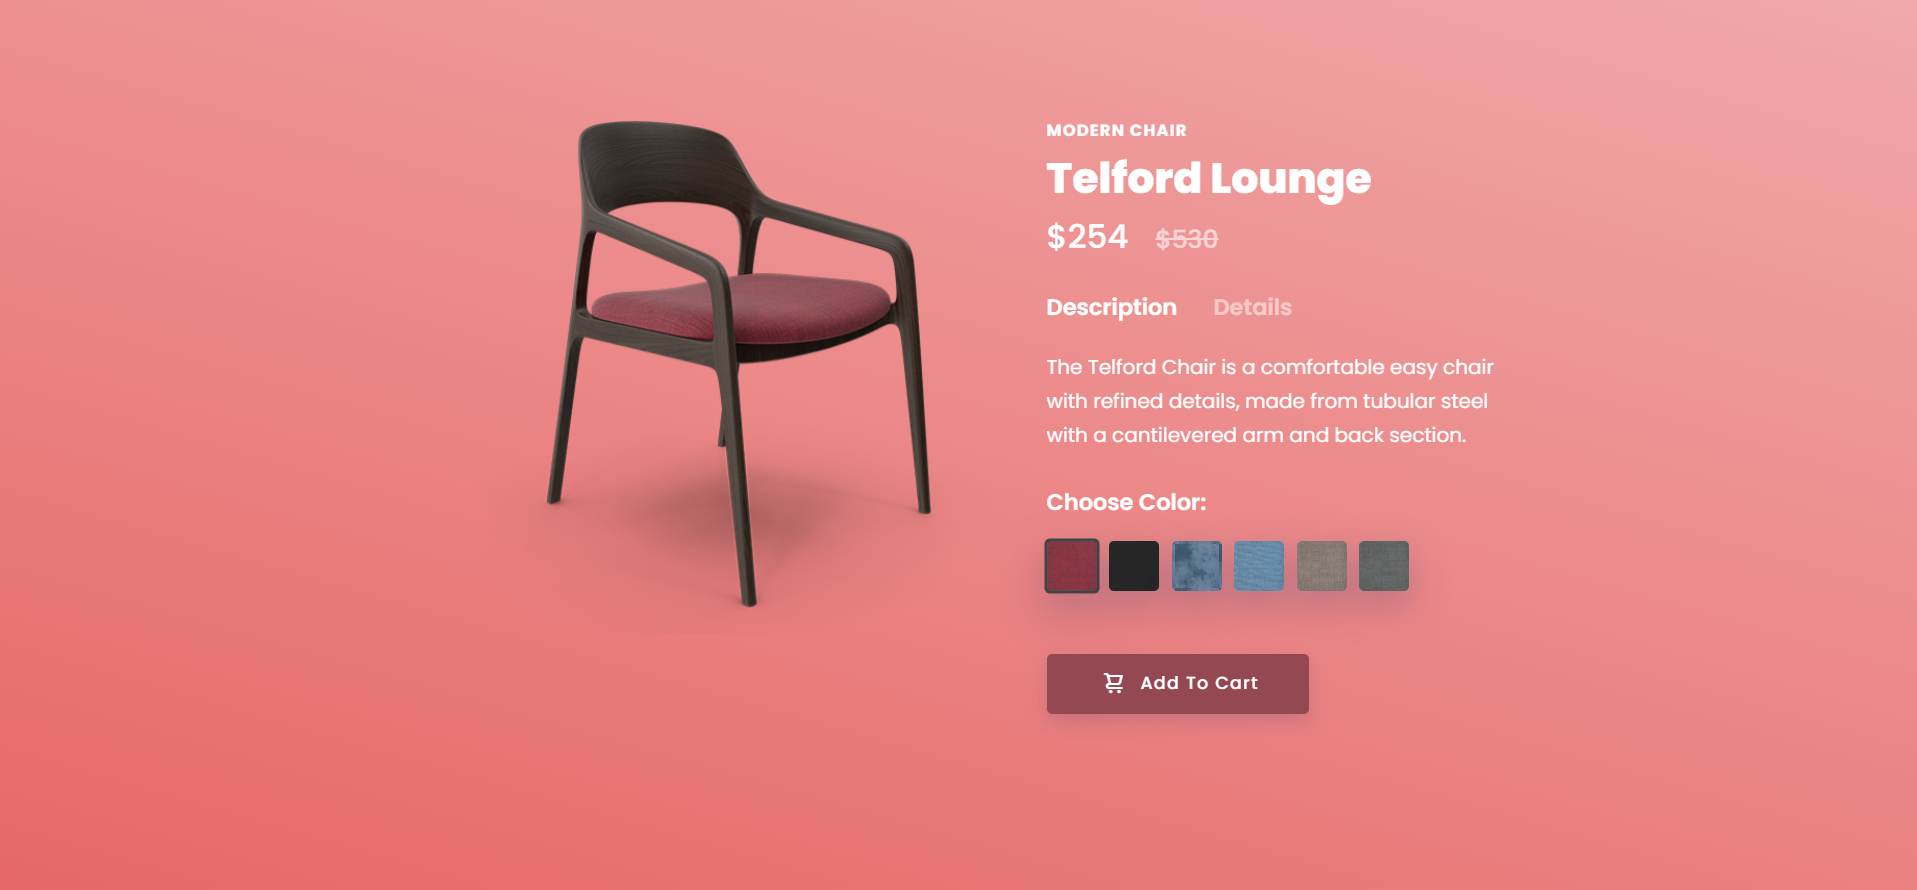 MODERN CHAIR
Telford Lounge
$254 $530
Description Details
The Telford Chair is a comfortable easy chair
with refined details, made from tubular steel
with a cantilevered arm and back section.
Choose Color:
Add To Cart